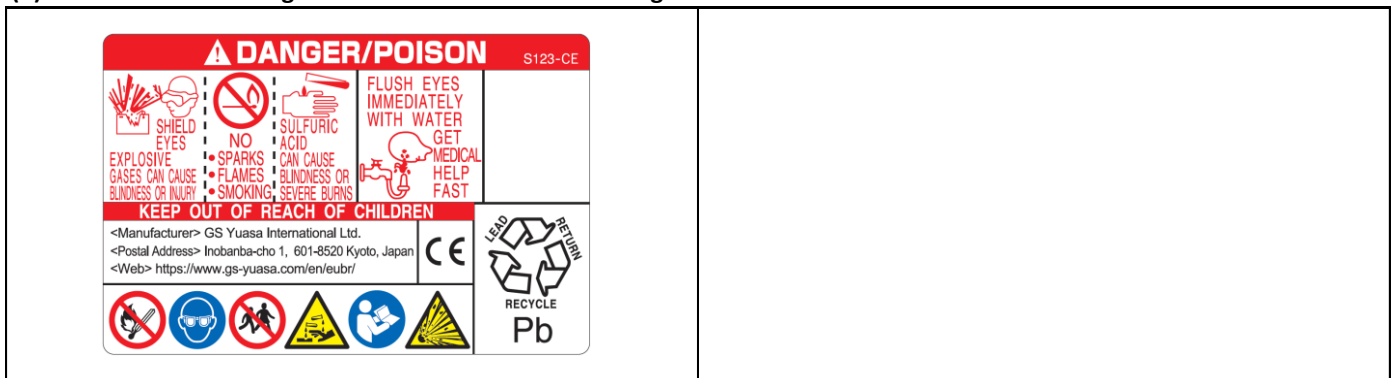 DANGER/POISON
S123-CE
SHIELD
EYES
EXPLOSIVE
GASES CAN CAUSE
BLINDNESS OR INJURY
NO
• SPARKS
• FLAMES
• SMOKING
SULFURIC
ACID
CAN CAUSE
BLINDNESS OR
SEVERE BURNS
FLUSH EYES
IMMEDIATELY
WITH WATER
GET
MEDICAL
HELP
FAST
KEEP OUT OF REACH OF CHILDREN
<Manufacturer> GS Yuasa International Ltd.
<Postal Address> Inobanba-cho 1, 601-8520 Kyoto, Japan
<Web> https://www.gs-yuasa.com/en/eubr/
CE
LEAD
RETURN
RECYCLE
Pb